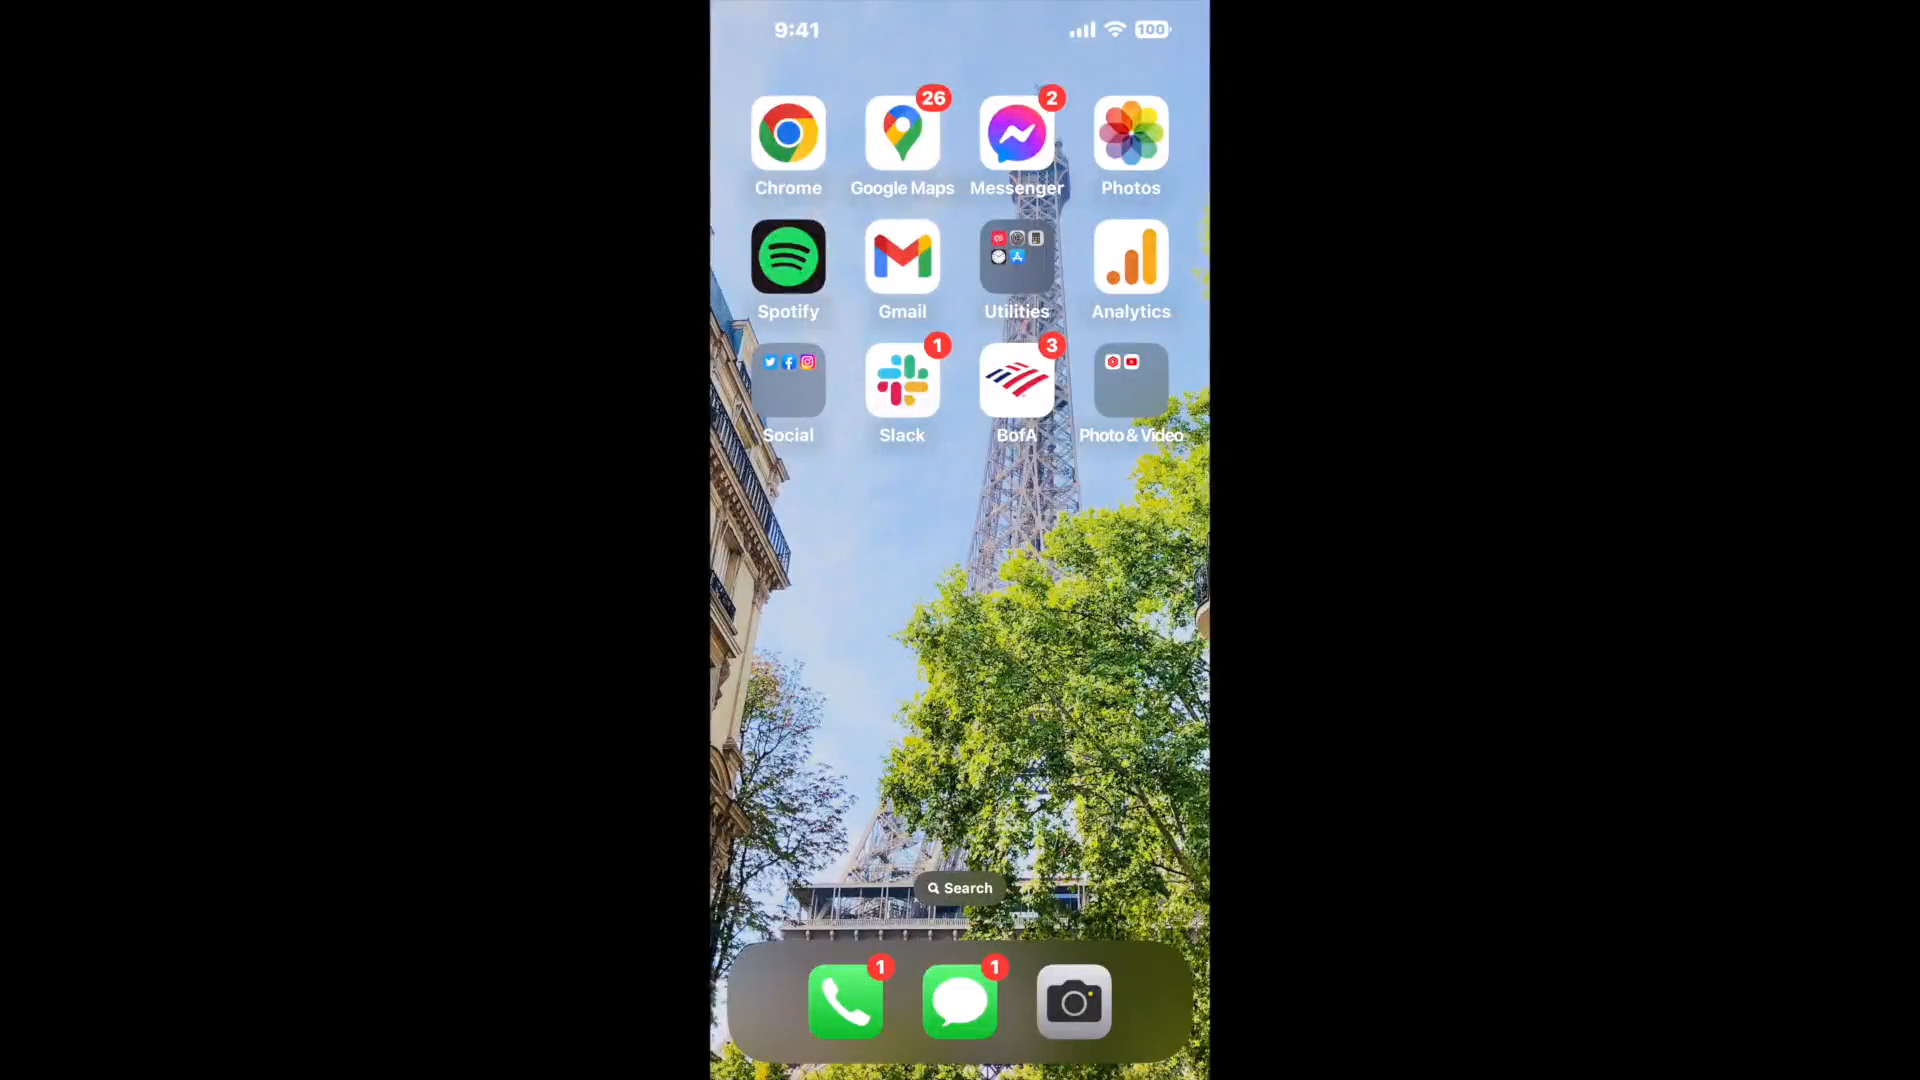 9:41
100
26
2
Chrome
Google Maps
Messenger
Photos
Spotify
Gmail
Utilities
Analytics
1
3
Social
Slack
BofA
Photo & Video
Search
1
1